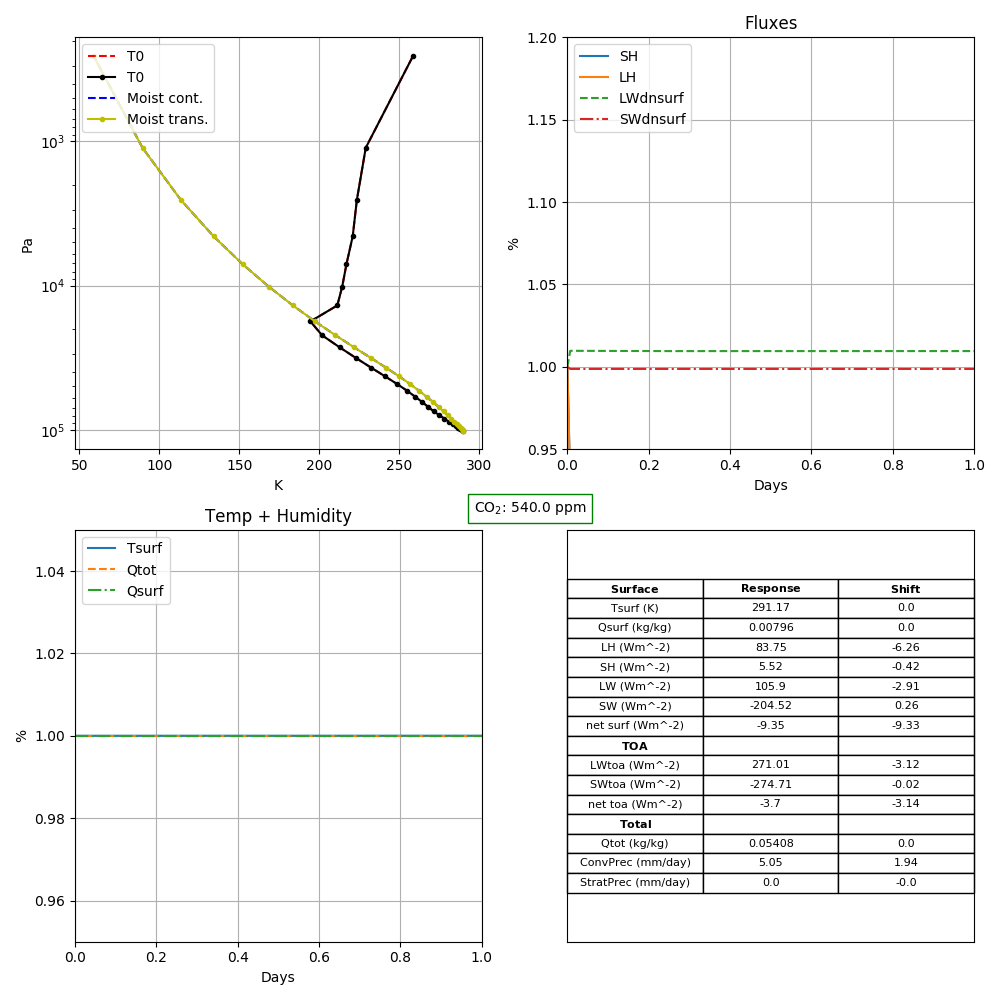 T0
T0
Moist cont.
Moist trans.
10^3
10^4
10^5
Pa
50 100 150 200 250 300
K
Fluxes
SH
LH
LWdnsurf
SWdnsurf
1.20
1.15
1.10
1.05
1.00
0.95
%
0.0 0.2 0.4 0.6 0.8 1.0
Days
CO₂: 540.0 ppm
Temp + Humidity
Tsurf
Qtot
Qsurf
1.04
1.02
1.00
0.98
0.96
%
0.0 0.2 0.4 0.6 0.8 1.0
Days
Surface Response Shift
Tsurf (K) 291.17 0.0
Qsurf (kg/kg) 0.00796 0.0
LH (Wm^-2) 83.75 -6.26
SH (Wm^-2) 5.52 -0.42
LW (Wm^-2) 105.9 -2.91
SW (Wm^-2) -204.52 0.26
net surf (Wm^-2) -9.35 -9.33
TOA
LWtoa (Wm^-2) 271.01 -3.12
SWtoa (Wm^-2) -274.71 -0.02
net toa (Wm^-2) -3.7 -3.14
Total
Qtot (kg/kg) 0.05408 0.0
ConvPrec (mm/day) 5.05 1.94
StratPrec (mm/day) 0.0 -0.0